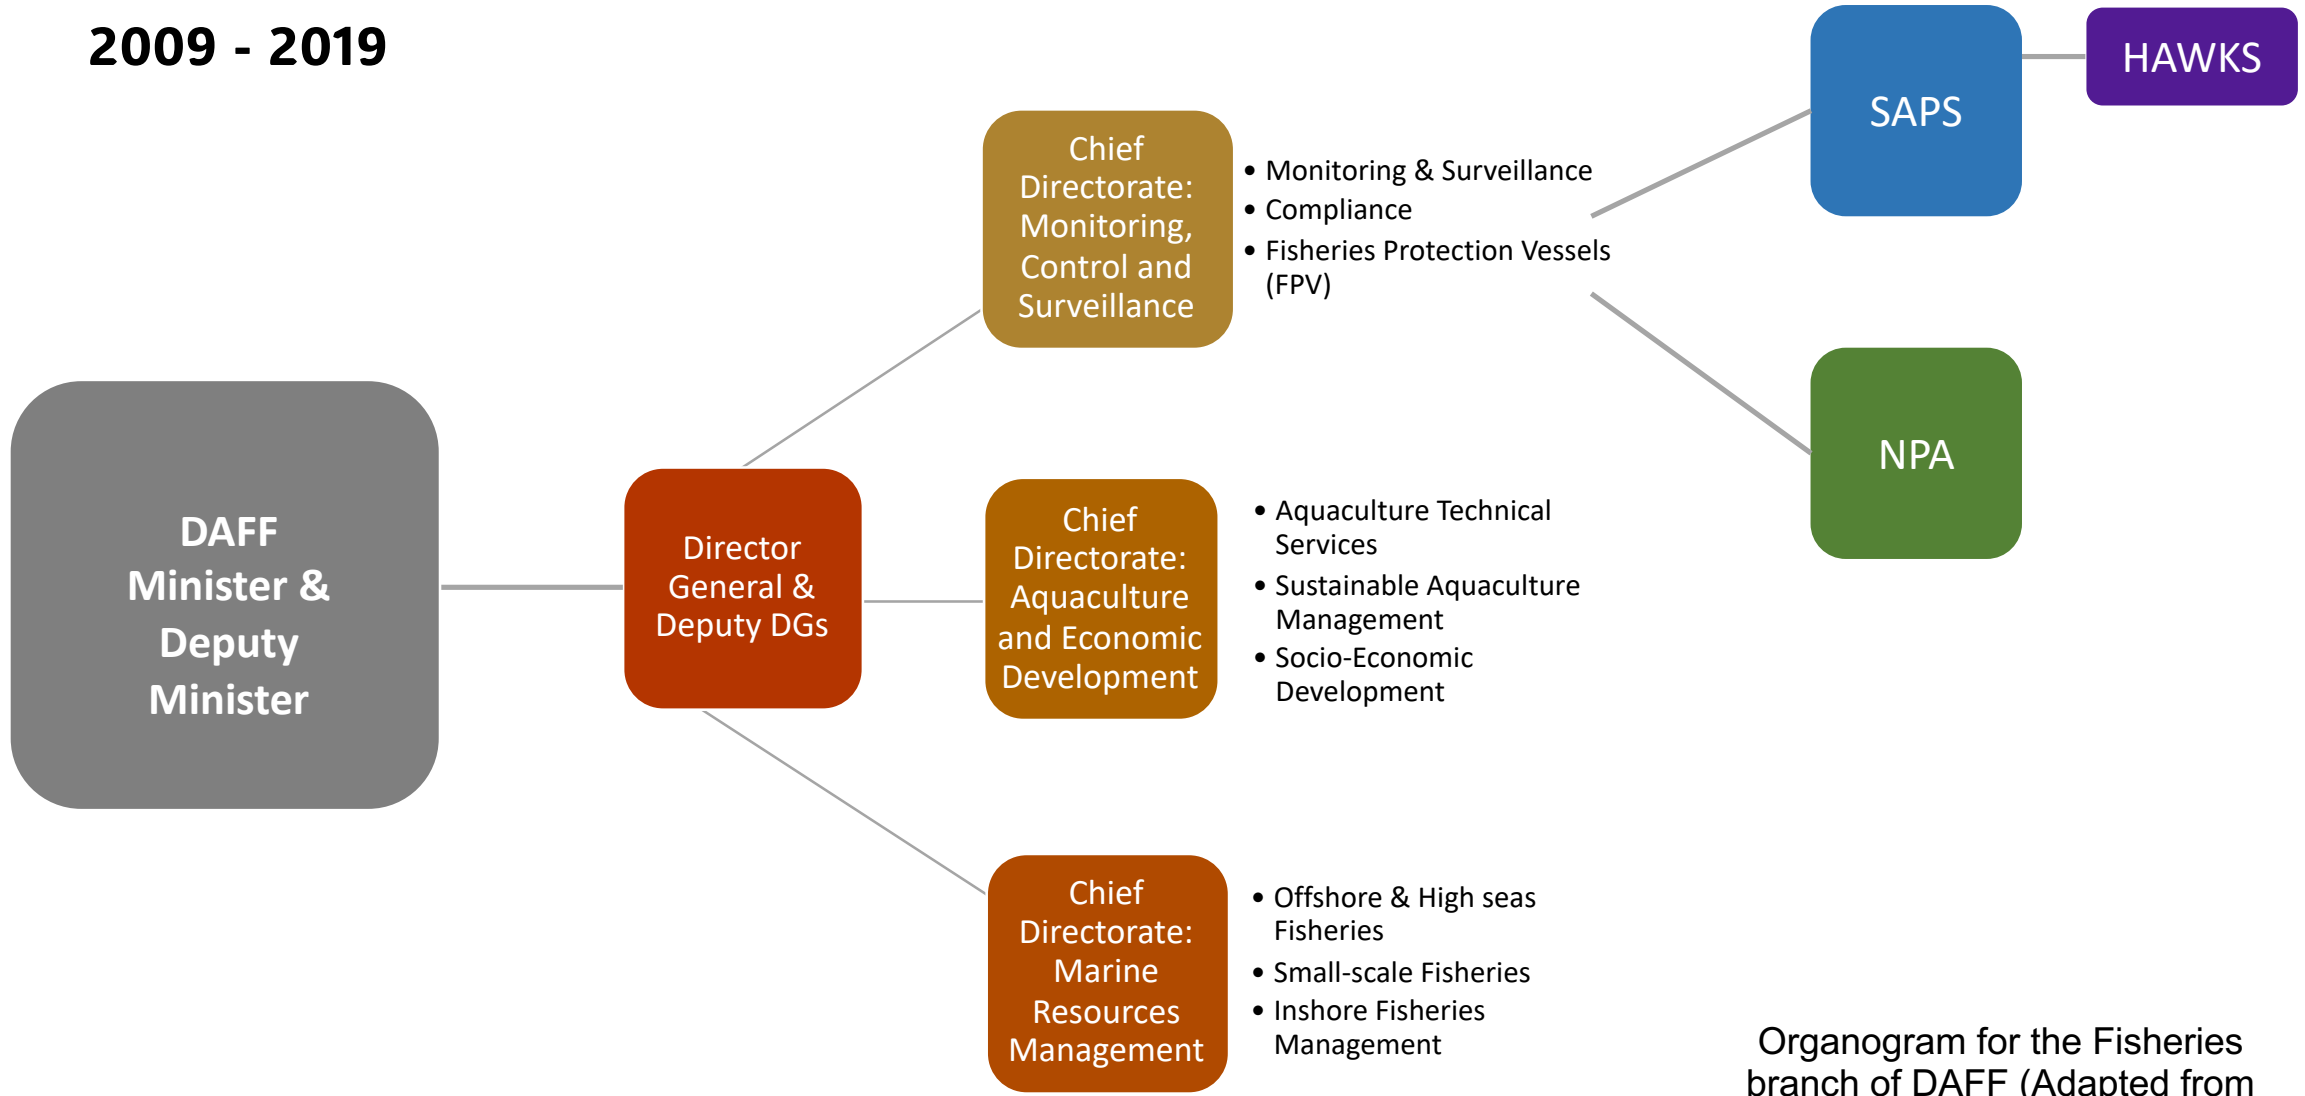 2009 - 2019
DAFF
Minister &
Deputy
Minister
Director
General &
Deputy DGs
Chief
Directorate:
Monitoring,
Control and
Surveillance
• Monitoring & Surveillance
• Compliance
• Fisheries Protection Vessels
(FPV)
SAPS
HAWKS
NPA
Chief
Directorate:
Aquaculture
and Economic
Development
• Aquaculture Technical
Services
• Sustainable Aquaculture
Management
• Socio-Economic
Development
Chief
Directorate:
Marine
Resources
Management
• Offshore & High seas
Fisheries
• Small-scale Fisheries
• Inshore Fisheries
Management
Organogram for the Fisheries
branch of DAFF (Adapted from